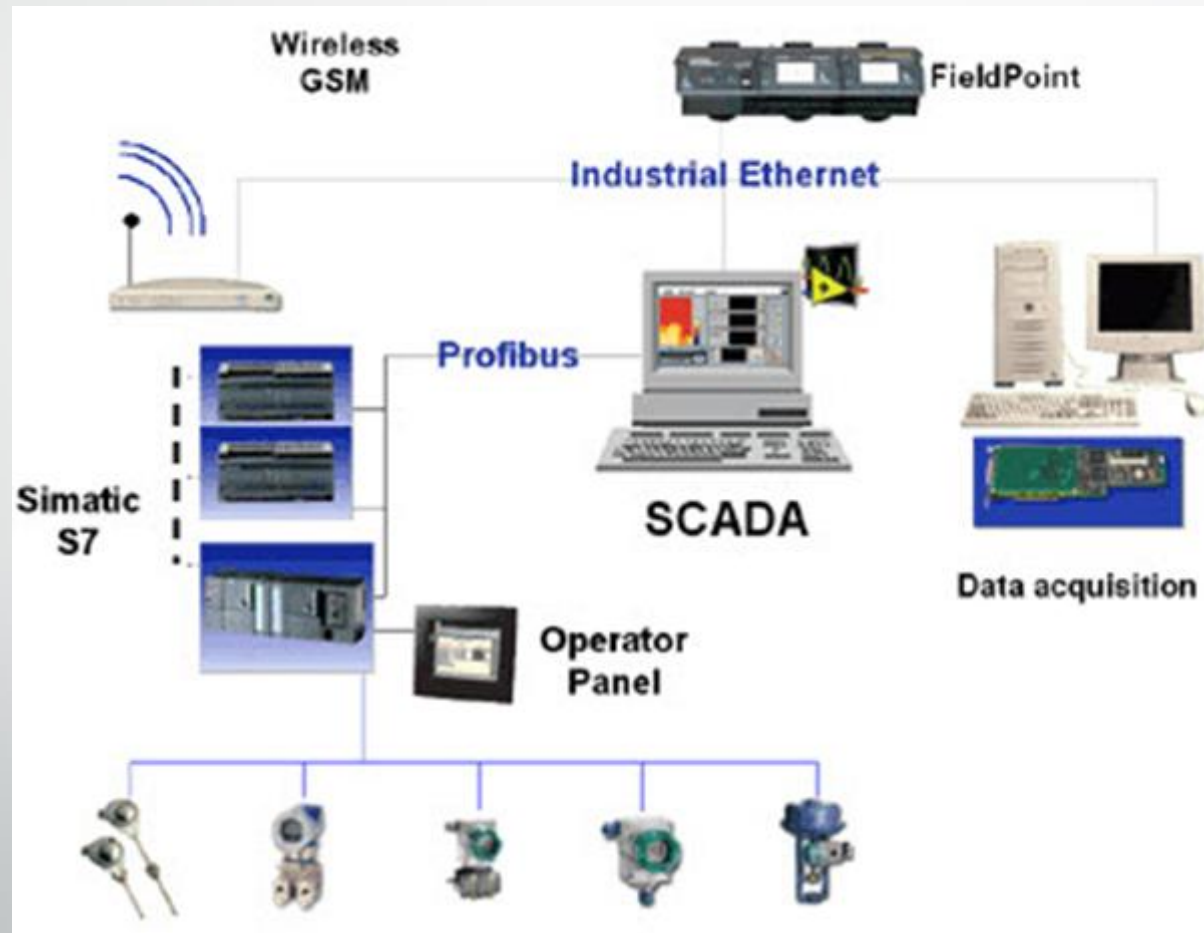 Wireless
GSM
FieldPoint
Industrial Ethernet
Profibus
Simatic
S7
SCADA
Data acquisition
Operator
Panel